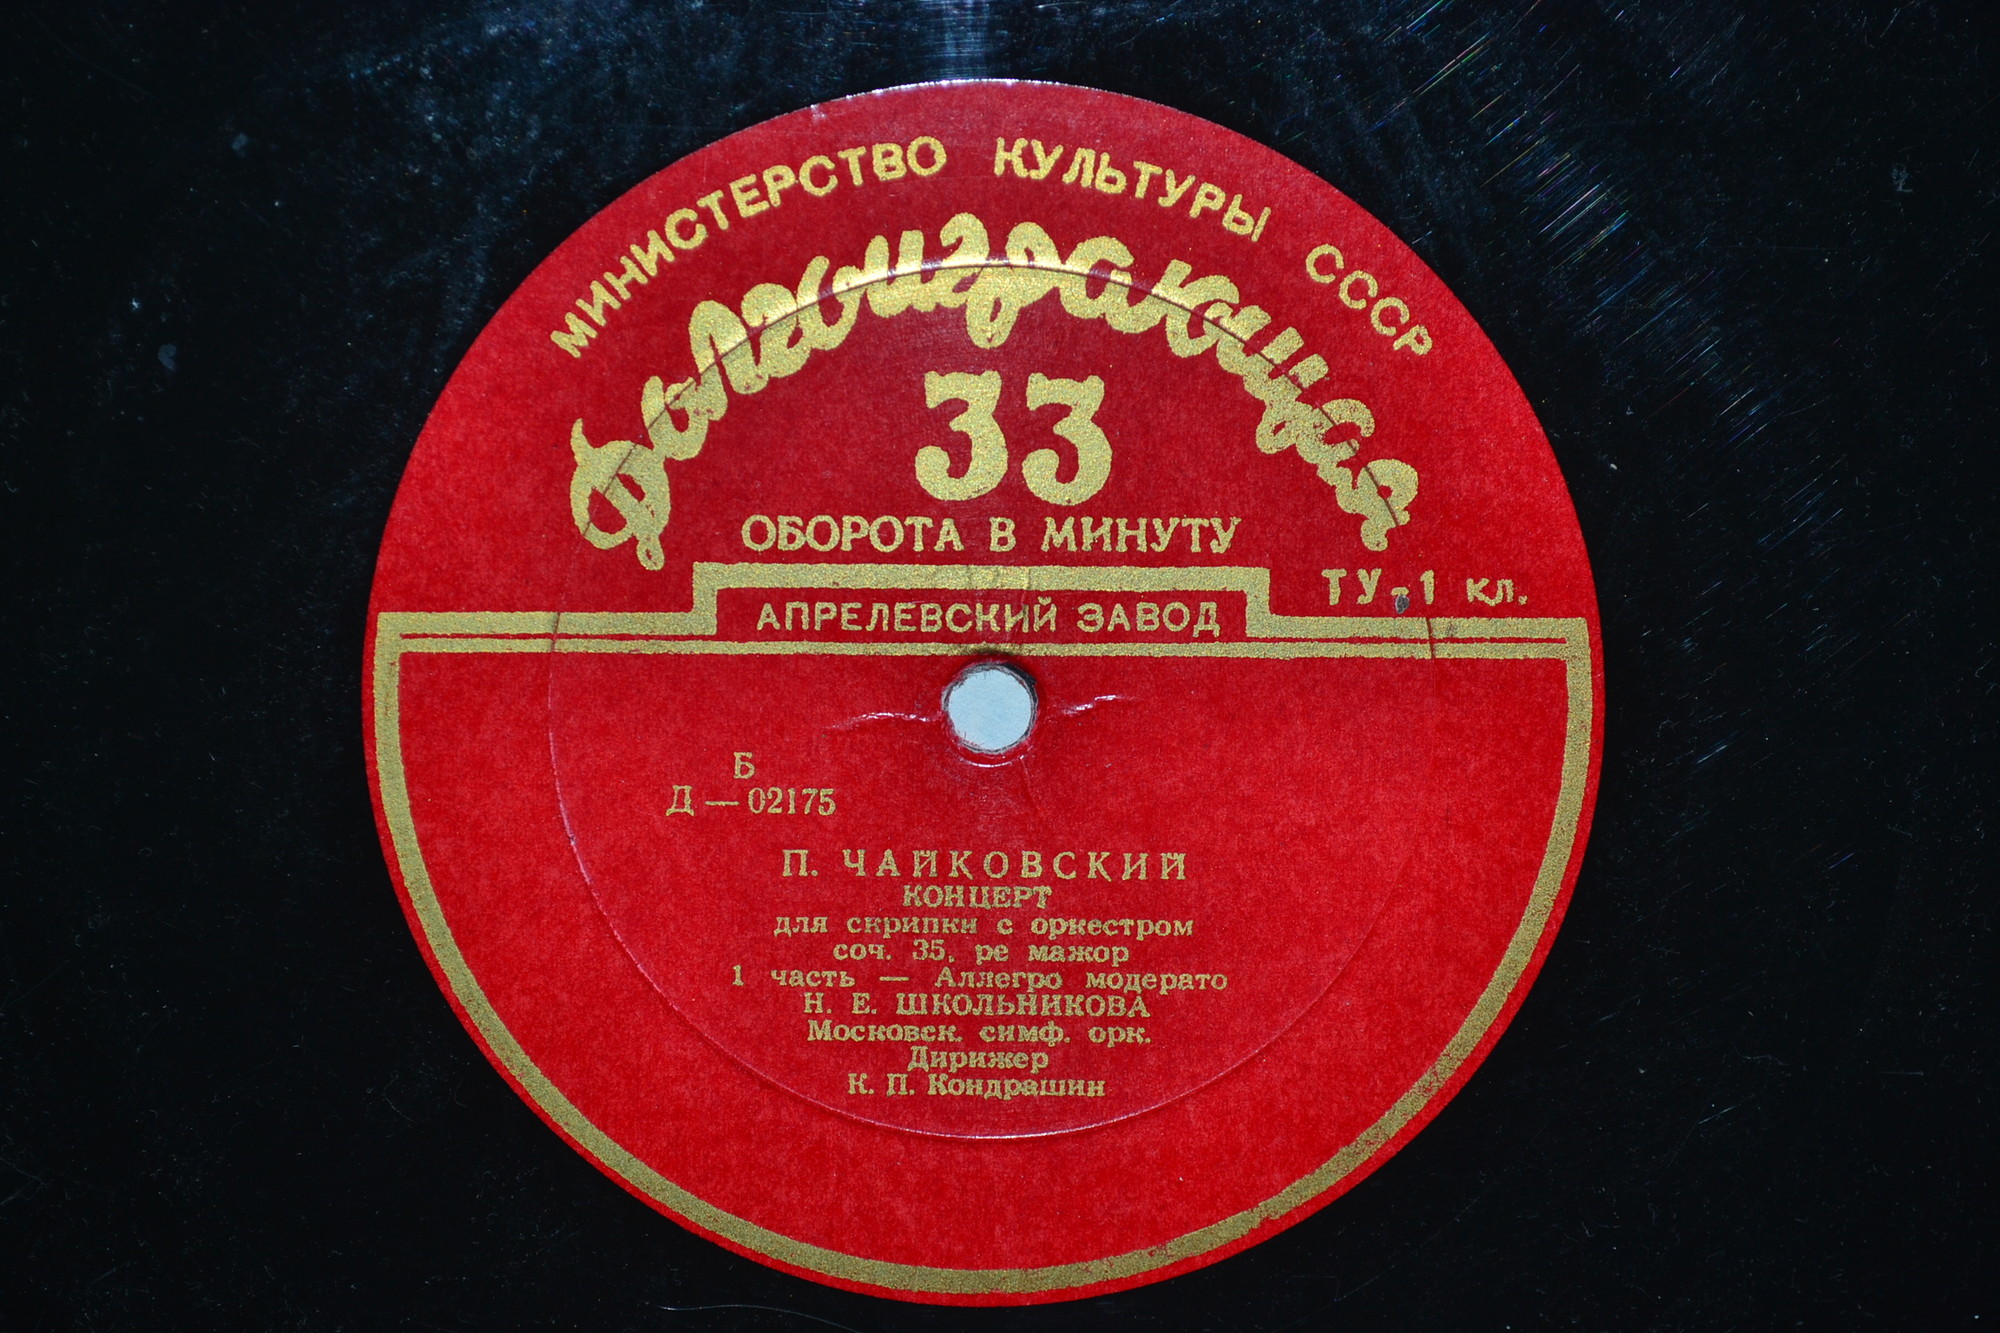 МИНИСТЕРСТВО КУЛЬТУРЫ СССР
Долгоиграющая
33
ОБОРОТА В МИНУТУ
ТУ-1 кл.
АПРЕЛЕВСКИЙ ЗАВОД
Б
Д — 02175
П. ЧАЙКОВСКИЙ
КОНЦЕРТ
для скрипки с оркестром
соч. 35, ре мажор
1 часть — Аллегро модерато
Н. Е. ШКОЛЬНИКОВА
Московск. симф. орк.
Дирижер
К. П. Кондрашин